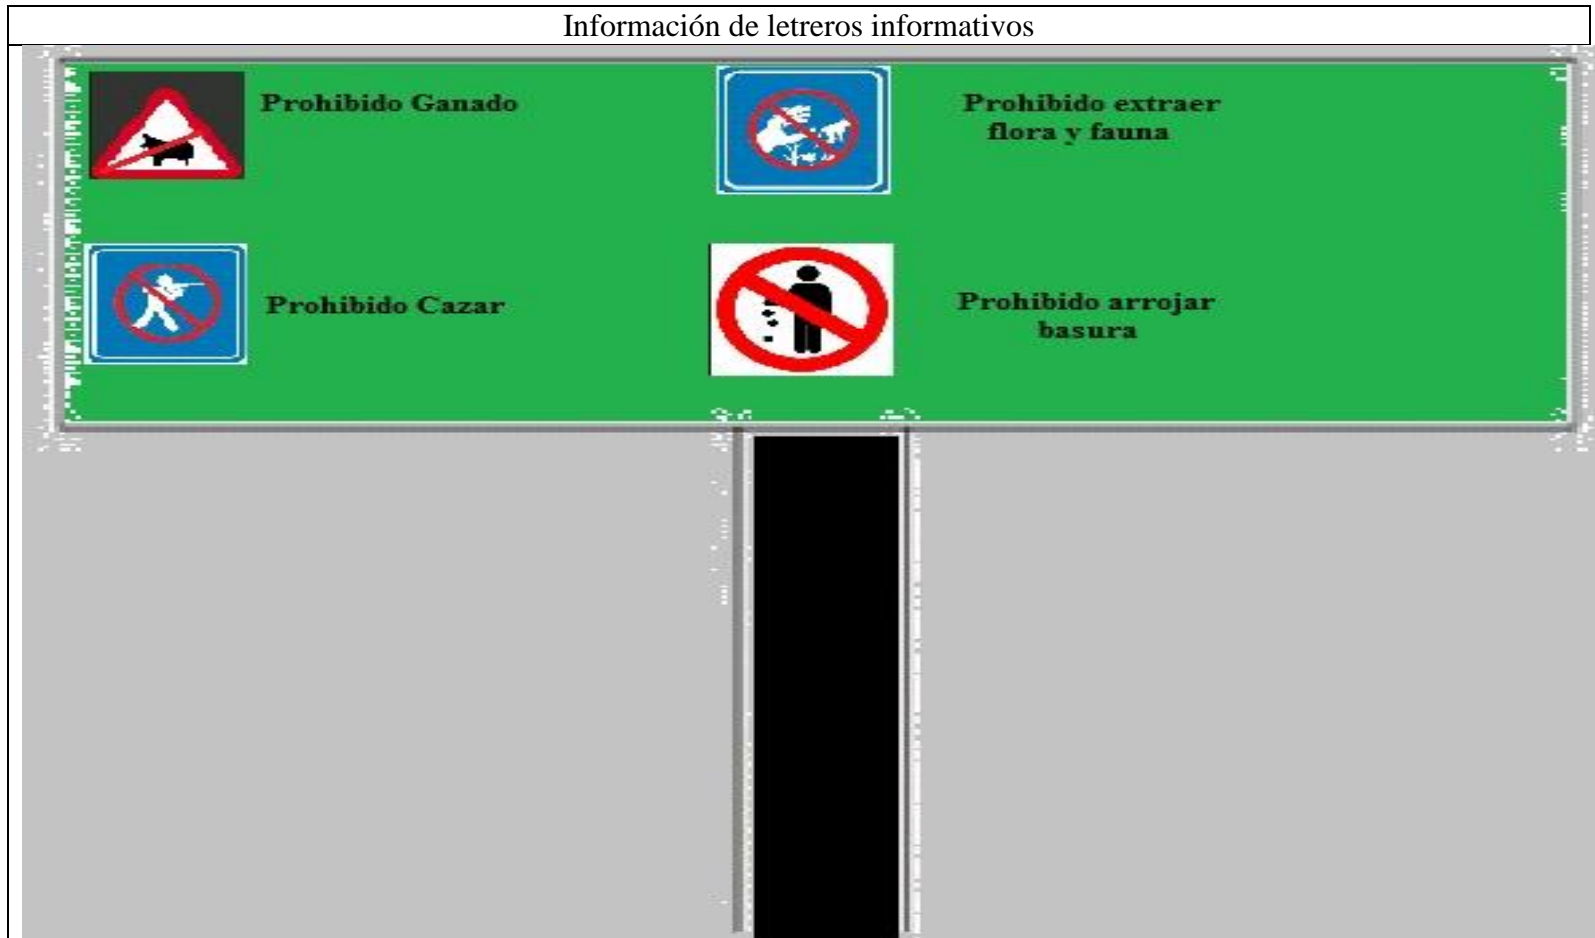 Información de letreros informativos
Prohibido Ganado
Prohibido extraer
flora y fauna
Prohibido Cazar
Prohibido arrojar
basura